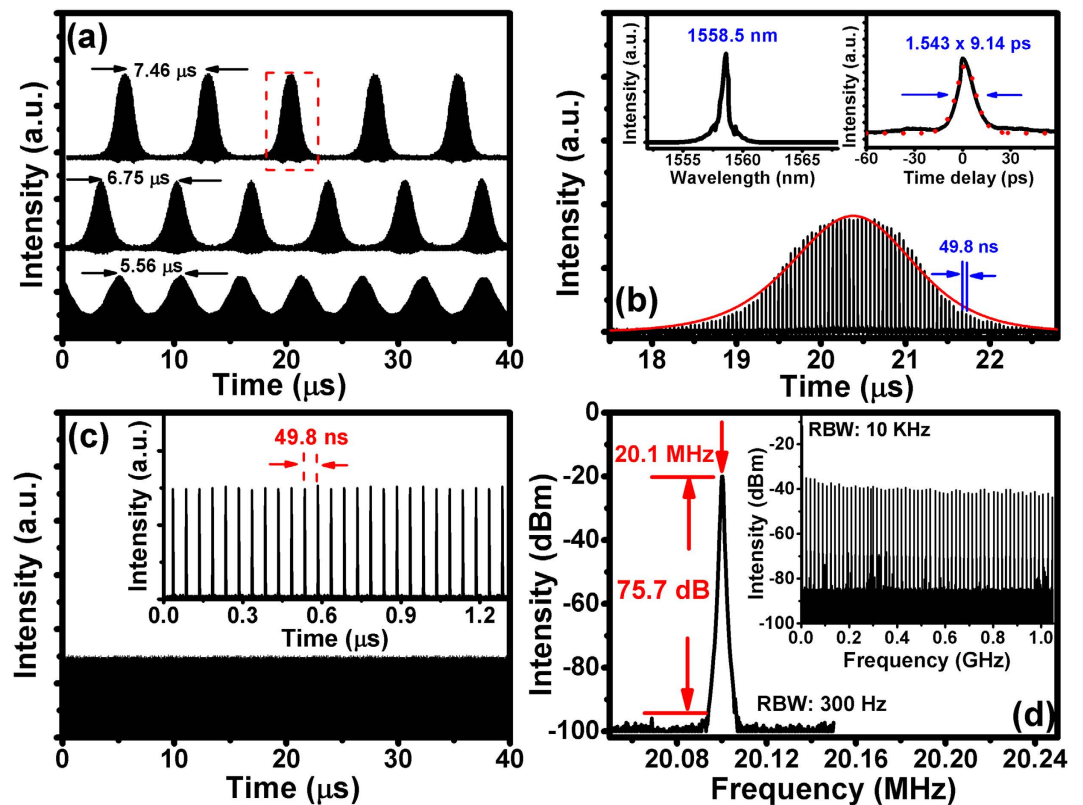 (a)
7.46 μs
6.75 μs
5.56 μs
Intensity (a.u.)
0 10 20 30 40
Time (μs)
1558.5 nm
Intensity (a.u.)
1555 1560 1565
Wavelength (nm)
1.543 x 9.14 ps
Intensity (a.u.)
-60 -30 0 30
Time delay (ps)
49.8 ns
(b)
Intensity (a.u.)
18 19 20 21 22
Time (μs)
(c)
49.8 ns
Intensity (a.u.)
0.0 0.3 0.6 0.9 1.2
Time (μs)
Intensity (a.u.)
0 10 20 30 40
Time (μs)
0
-20
-40
-60
-80
-100
Intensity (dBm)
20.1 MHz
75.7 dB
RBW: 10 KHz
-40
-60
-80
-100
Intensity (dBm)
0.0 0.2 0.4 0.6 0.8 1.0
Frequency (GHz)
RBW: 300 Hz
(d)
20.08 20.12 20.16 20.20 20.24
Frequency (MHz)